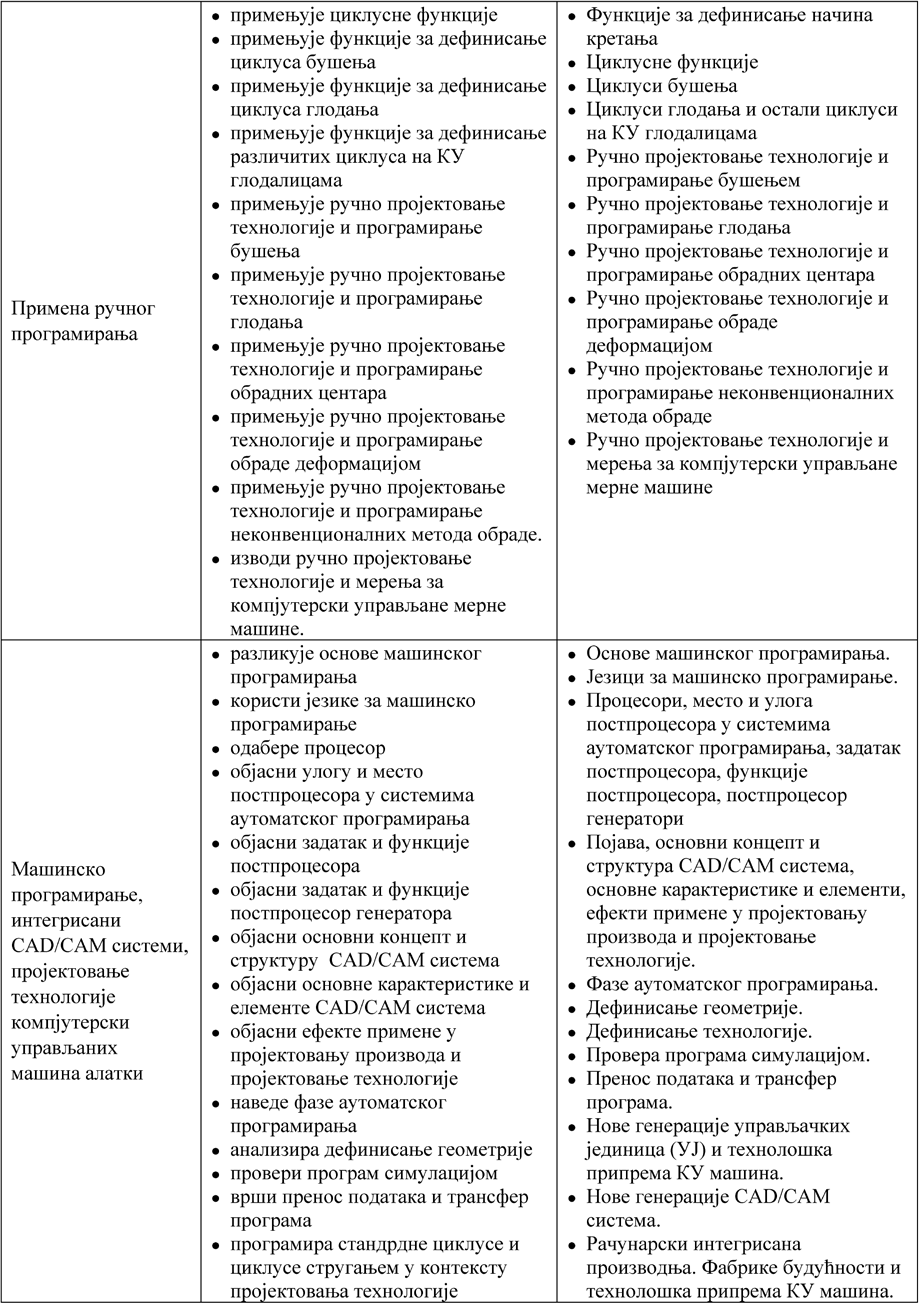 Примена ручног
програмирања
• примењује циклусне функције
• примењује функције за дефинисање
циклуса бушења
• примењује функције за дефинисање
циклуса глодања
• примењује функције за дефинисање
различитих циклуса на КУ
глодалицама
• примењује ручно пројектовање
технологије и програмирање
бушења
• примењује ручно пројектовање
технологије и програмирање
глодања
• примењује ручно пројектовање
технологије и програмирање
обрадних центара
• примењује ручно пројектовање
технологије и програмирање
обраде деформацијом
• примењује ручно пројектовање
технологије и програмирање
неконвенционалних метода обраде.
• изводи ручно пројектовање
технологије и мерења за
компјутерски управљане мерне
машине.
• Функције за дефинисање начина
кретања
• Циклусне функције
• Циклуси бушења
• Циклуси глодања и остали циклуси
на КУ глодалицама
• Ручно пројектовање технологије и
програмирање бушењем
• Ручно пројектовање технологије и
програмирање глодања
• Ручно пројектовање технологије и
програмирање обрадних центара
• Ручно пројектовање технологије и
програмирање обраде
деформацијом
• Ручно пројектовање технологије и
програмирање неконвенционалних
метода обраде
• Ручно пројектовање технологије и
мерења за компјутерски управљане
мерне машине
Машинско
програмирање,
интегрисани
CAD/CAM системи,
пројектовање
технологије
компјутерски
управљаних
машина алатки
• разликује основе машинског
програмирања
• користи језике за машинско
програмирање
• одабере процесор
• објасни улогу и место
постпроцесора у системима
аутоматског програмирања
• објасни задатак и функције
постпроцесора
• објасни задатак и функције
постпроцесор генератора
• објасни основни концепт и
структуру CAD/CAM система
• објасни основне карактеристике и
елементе CAD/CAM система
• објасни ефекте примене у
пројектовању производа и
пројектовање технологије
• наведе фазе аутоматског
програмирања
• анализира дефинисање геометрије
• провери програм симулацијом
• врши пренос података и трансфер
програма
• програмира стандрдне циклусе и
циклусе стругањем у контексту
пројектовања технологије
• Основе машинског програмирања.
• Језици за машинско програмирање.
• Процесори, место и улога
постпроцесора у системима
аутоматског програмирања, задатак
постпроцесора, функције
постпроцесора, постпроцесор
генератори
• Појава, основни концепт и
структура CAD/CAM система,
основне карактеристике и елементи,
ефекти примене у пројектовању
производа и пројектовање
технологије.
• Фазе аутоматског програмирања.
• Дефинисање геометрије.
• Дефинисање технологије.
• Провера програма симулацијом.
• Пренос података и трансфер
програма.
• Нове генерације управљачких
јединица (УЈ) и технолошка
припрема КУ машина.
• Нове генерације CAD/CAM
система.
• Рачунарски интегрисана
производња. Фабрике будућности и
технолошка припрема КУ машина.